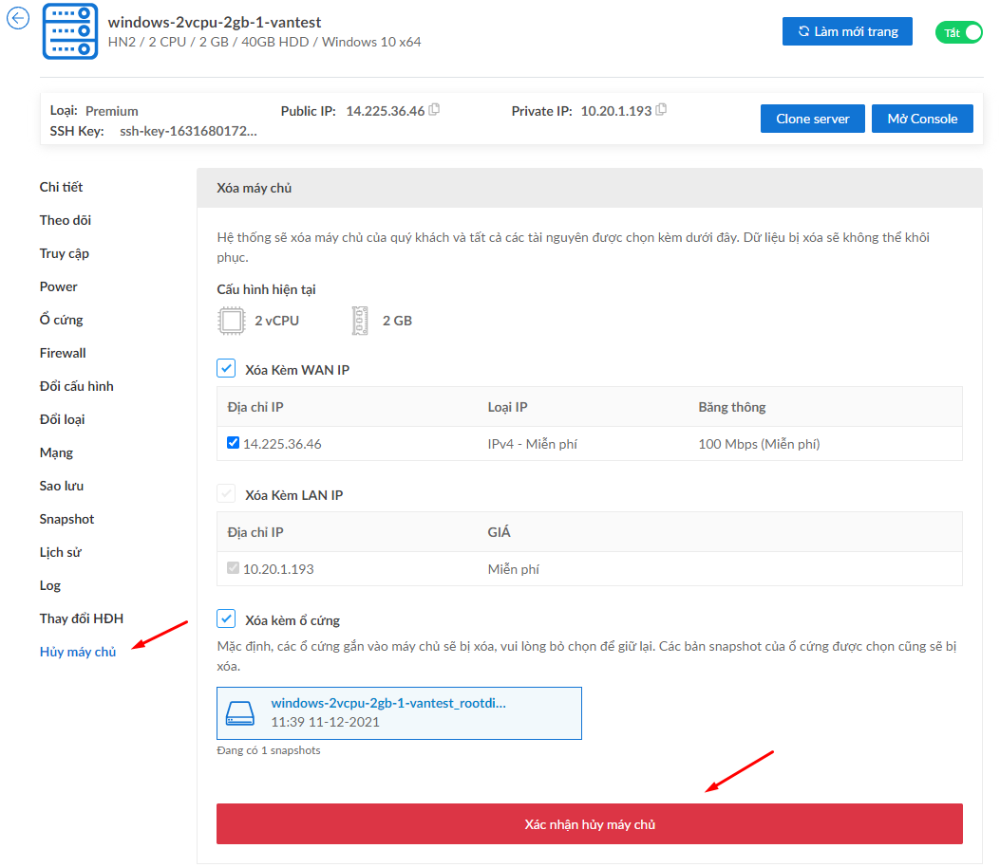 windows-2vcpu-2gb-1-vantest
HN2 / 2 CPU / 2 GB / 40GB HDD / Windows 10 x64
Làm mới trang
Tắt
Loại: Premium
Public IP: 14.225.36.46
Private IP: 10.20.1.193
SSH Key: ssh-key-1631680172...
Clone server
Mở Console
Chi tiết
Theo dõi
Truy cập
Power
Ổ cứng
Firewall
Đổi cấu hình
Đổi loại
Mạng
Sao lưu
Snapshot
Lịch sử
Log
Thay đổi HĐH
Hủy máy chủ
Xóa máy chủ
Hệ thống sẽ xóa máy chủ của quý khách và tất cả các tài nguyên được chọn kèm dưới đây. Dữ liệu bị xóa sẽ không thể khôi
phục.
Cấu hình hiện tại
2 vCPU
2 GB
Xóa Kèm WAN IP
Địa chỉ IP Loại IP Băng thông
14.225.36.46 IPv4 - Miễn phí 100 Mbps (Miễn phí)
Xóa Kèm LAN IP
Địa chỉ IP GIÁ
10.20.1.193 Miễn phí
Xóa kèm ổ cứng
Mặc định, các ổ cứng gắn vào máy chủ sẽ bị xóa, vui lòng bỏ chọn để giữ lại. Các bản snapshot của ổ cứng được chọn cũng sẽ bị
xóa.
windows-2vcpu-2gb-1-vantest_rootdi...
11:39 11-12-2021
Đang có 1 snapshots
Xác nhận hủy máy chủ